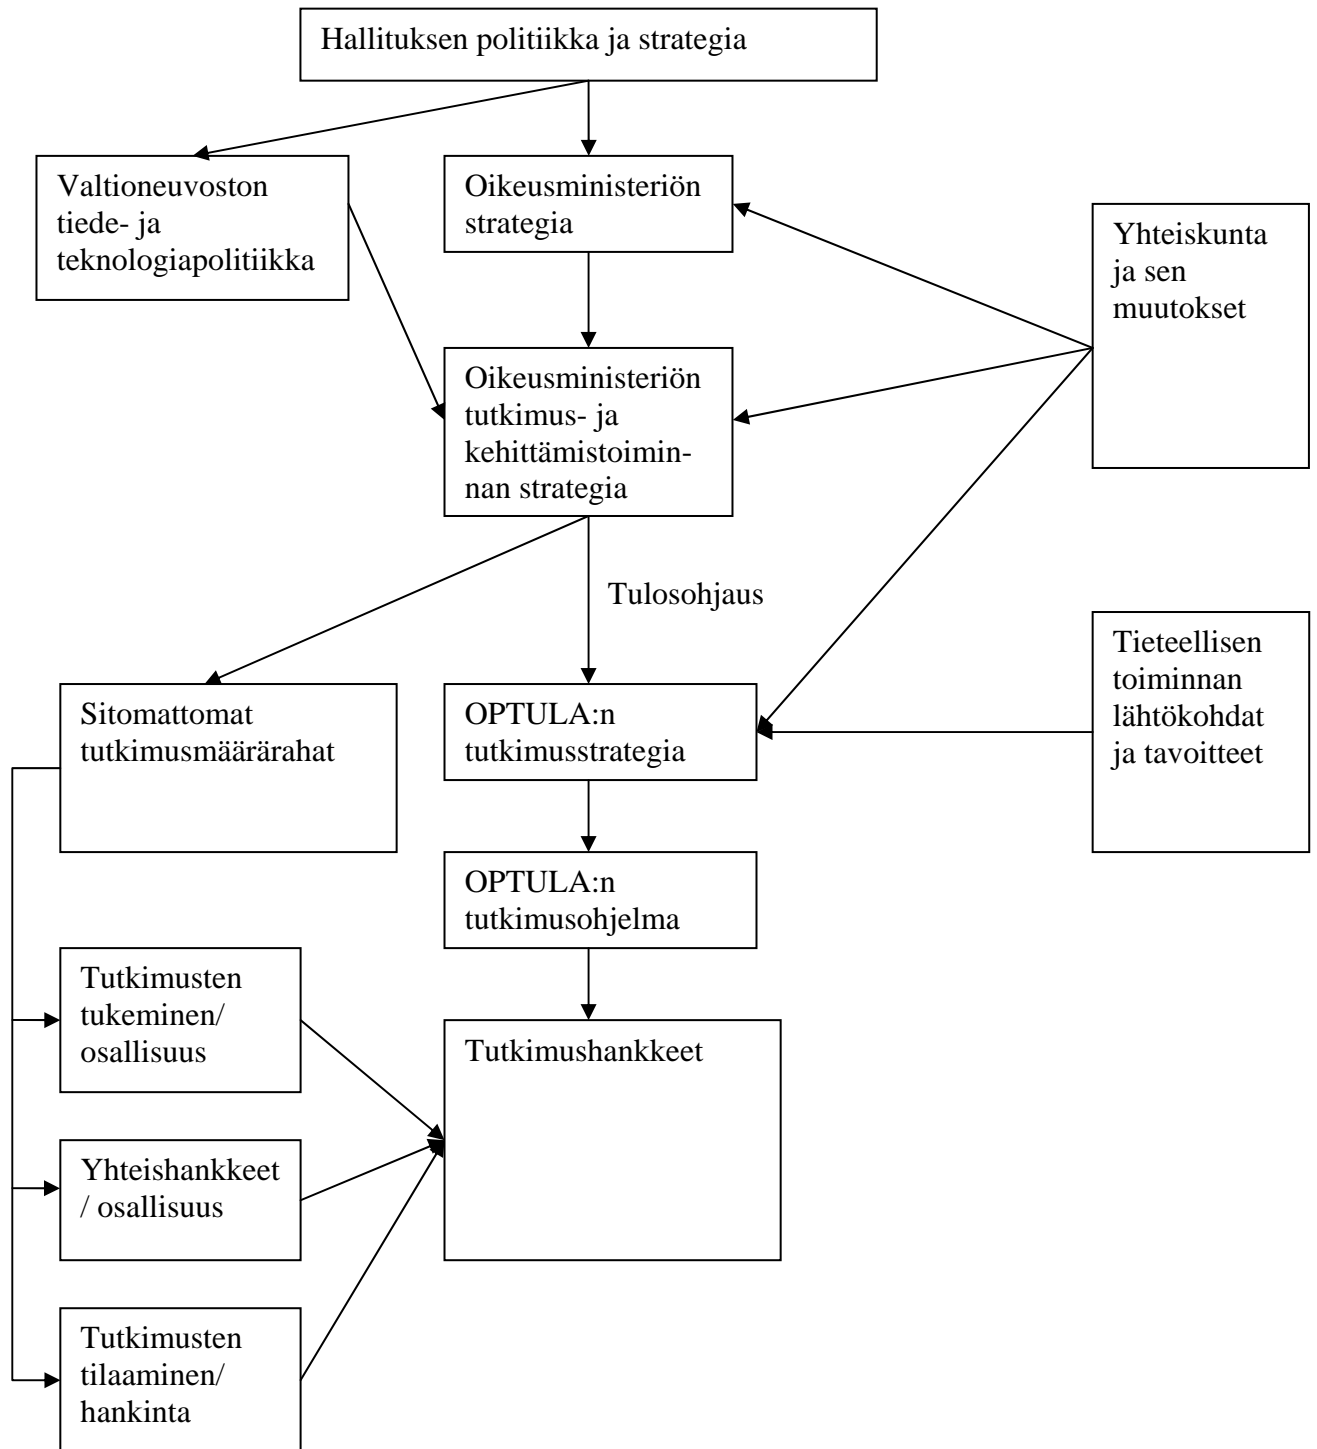 Hallituksen politiikka ja strategia
Valtioneuvoston
tiede- ja
teknologiapolitiikka
Oikeusministeriön
strategia
Yhteiskunta
ja sen
muutokset
Oikeusministeriön
tutkimus- ja
kehittämistoimin-
nan strategia
Tulosohjaus
Tieteellisen
toiminnan
lähtökohdat
ja tavoitteet
Sitomattomat
tutkimusmäärärahat
OPTULA:n
tutkimusstrategia
OPTULA:n
tutkimusohjelma
Tutkimusten
tukeminen/
osallisuus
Tutkimushankkeet
Yhteishankkeet
/ osallisuus
Tutkimusten
tilaaminen/
hankinta